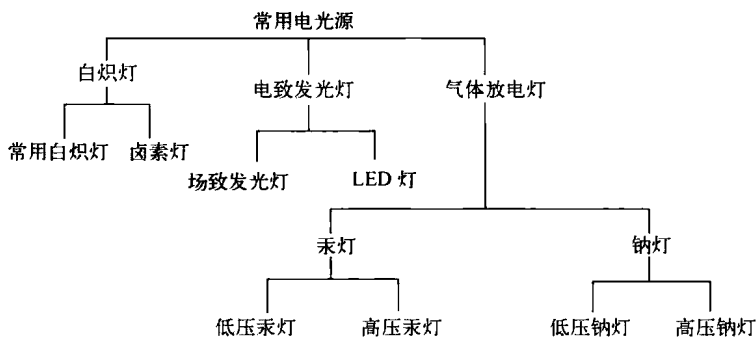 常用电光源
白炽灯
电致发光灯
气体放电灯
常用白炽灯
卤素灯
场致发光灯
LED 灯
汞灯
钠灯
低压汞灯
高压汞灯
低压钠灯
高压钠灯